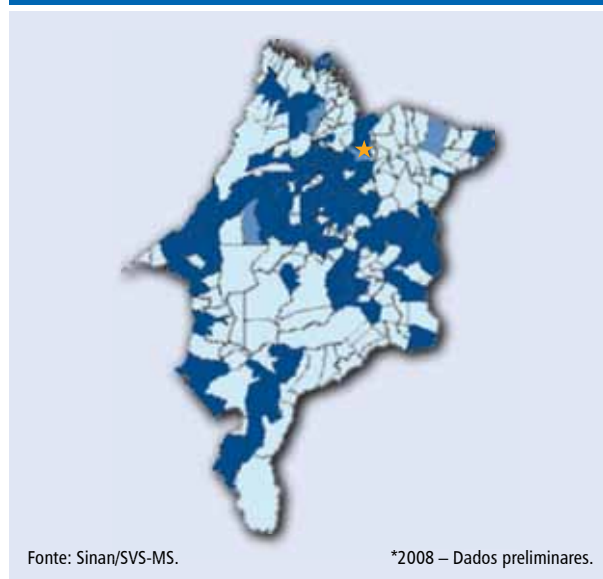 Fonte: Sinan/SVS-MS.
*2008 – Dados preliminares.